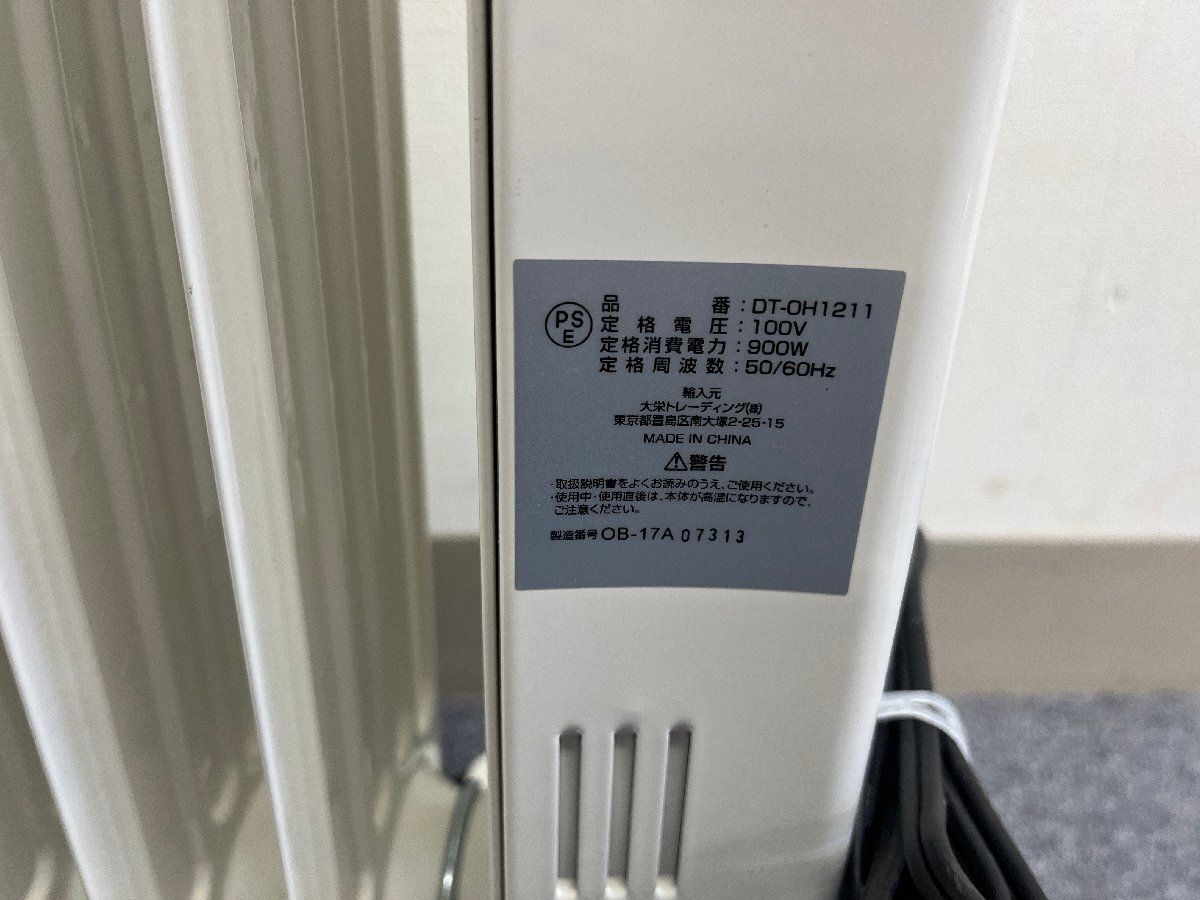 PSE
品番：DT-OH1211
定格電圧：100V
定格消費電力：900W
定格周波数：50/60Hz
輸入元
大栄トレーディング(株)
東京都豊島区南大塚2-25-15
MADE IN CHINA
⚠警告
・取扱説明書をよくお読みのうえ、ご使用ください。
・使用中・使用直後は、本体が高温になりますので、
ご注意ください。
製造番号 OB-17A 07313